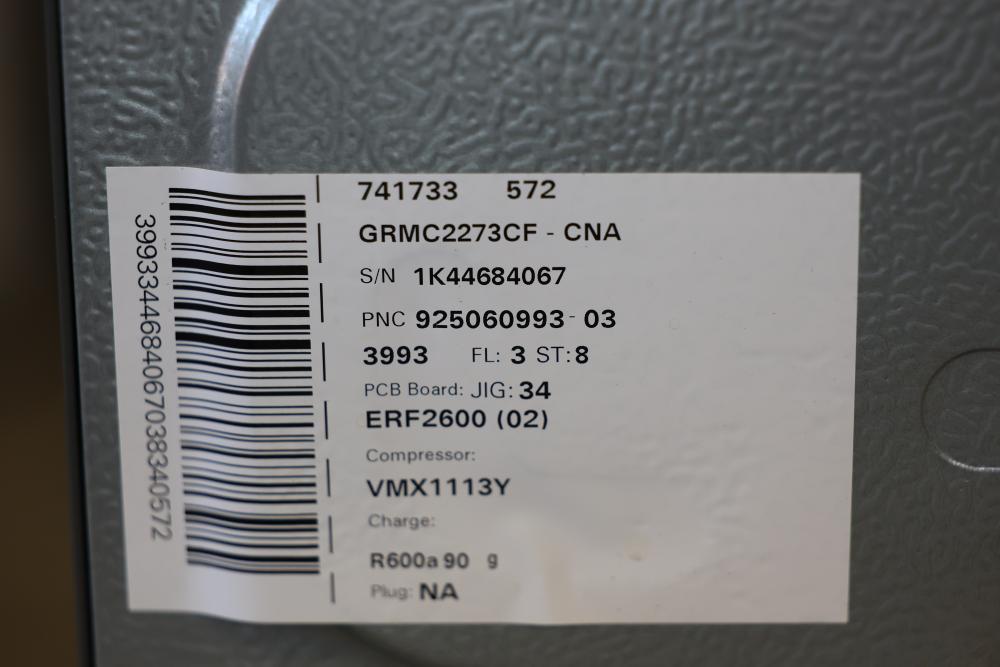 741733 572
GRMC2273CF - CNA
S/N 1K44684067
PNC 925060993 - 03
3993 FL: 3 ST: 8
PCB Board: JIG: 34
ERF2600 (02)
Compressor:
VMX1113Y
Charge:
R600a 90 g
Plug: NA
3993344684067038340572